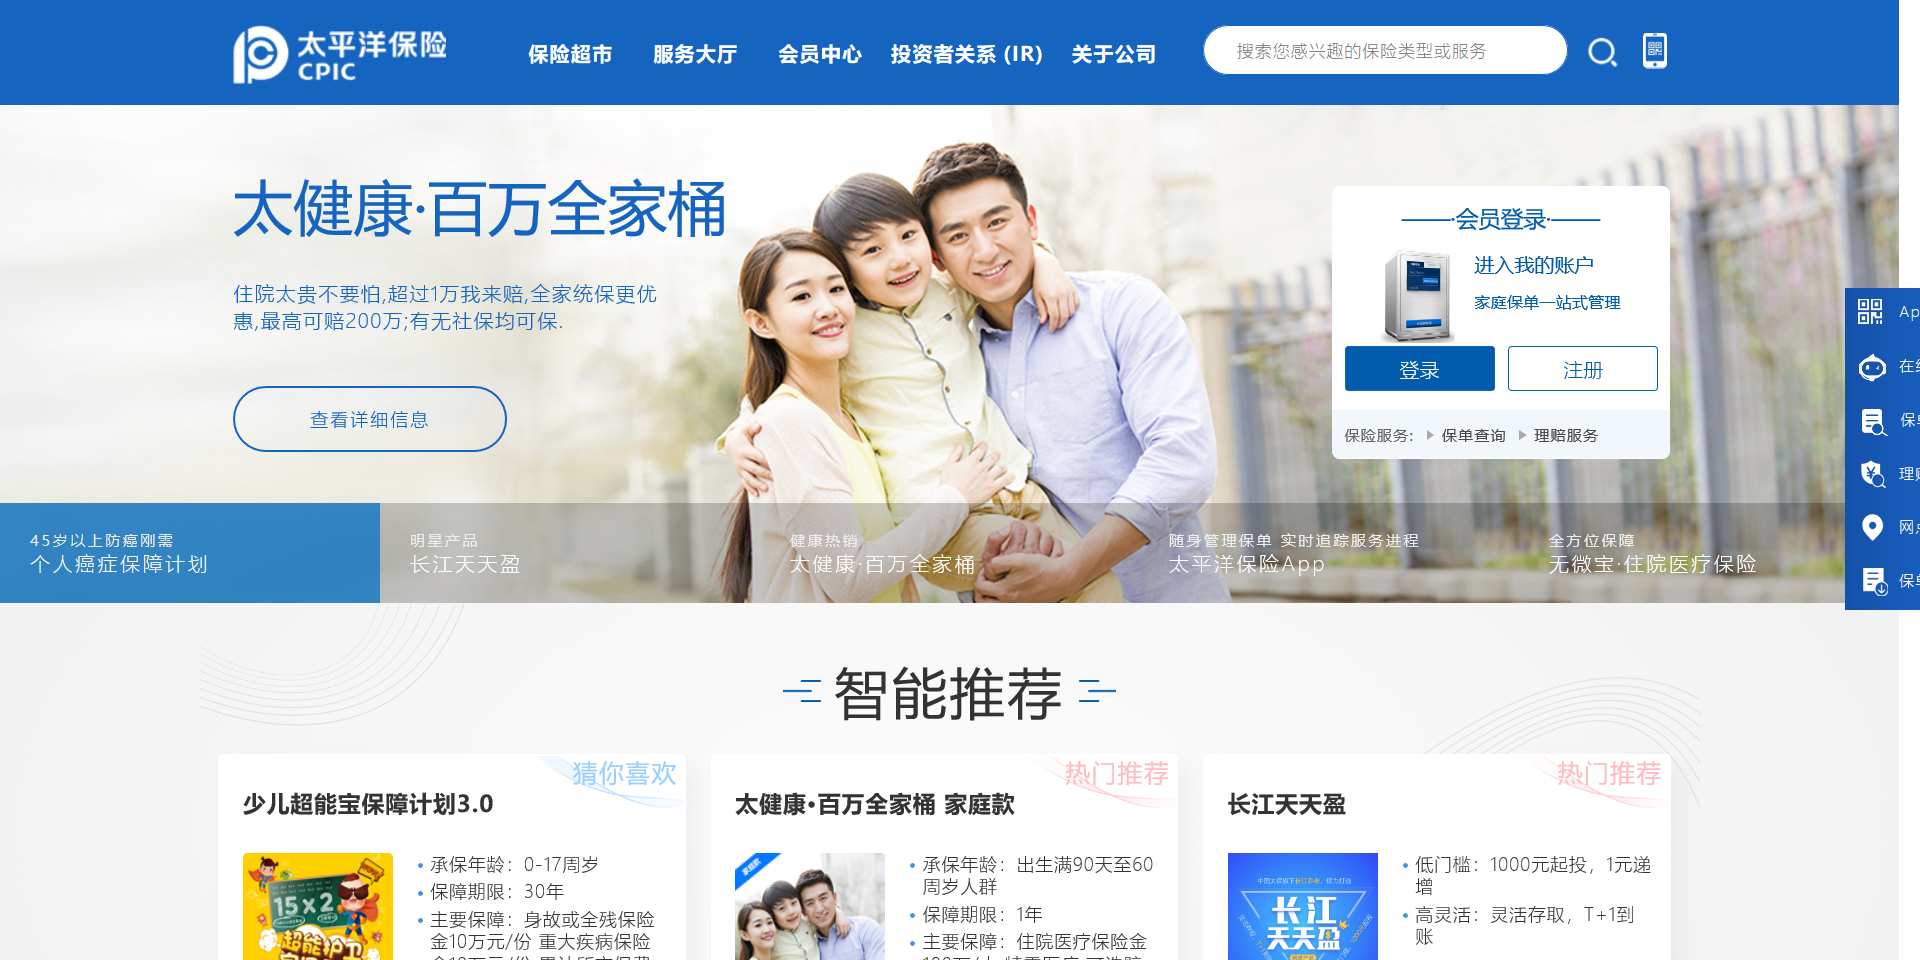 太平洋保险
CPIC
保险超市
服务大厅
会员中心
投资者关系 (IR)
关于公司
搜索您感兴趣的保险类型或服务
太健康·百万全家桶
住院太贵不要怕,超过1万我来赔,全家统保更优
惠,最高可赔200万;有无社保均可保.
查看详细信息
会员登录
进入我的账户
家庭保单一站式管理
登录
注册
保险服务:
保单查询
理赔服务
45岁以上防癌刚需
个人癌症保障计划
明星产品
长江天天盈
健康热销
太健康·百万全家桶
随身管理保单 实时追踪服务进程
太平洋保险App
全方位保障
无微宝·住院医疗保险
智能推荐
猜你喜欢
少儿超能宝保障计划3.0
15×2
超能护卫
承保年龄：0-17周岁
保障期限：30年
主要保障：身故或全残保险
金10万元/份 重大疾病保险
热门推荐
太健康·百万全家桶 家庭款
家庭款
承保年龄：出生满90天至60
周岁人群
保障期限：1年
主要保障：住院医疗保险金
热门推荐
长江天天盈
长江
天天盈
低门槛：1000元起投，1元递
增
高灵活：灵活存取，T+1到
账